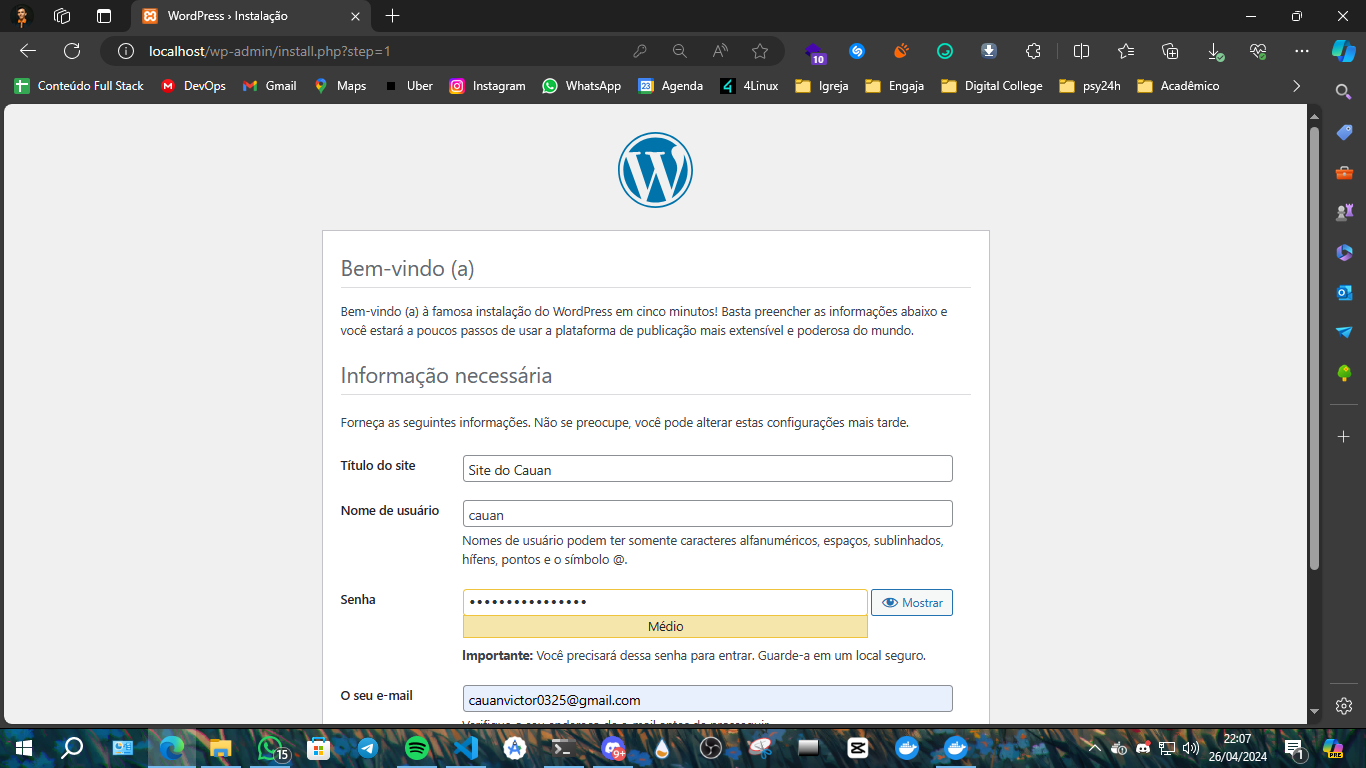 WordPress › Instalação
localhost/wp-admin/install.php?step=1
10
Conteúdo Full Stack
DevOps
Gmail
Maps
Uber
Instagram
WhatsApp
23
Agenda
4Linux
Igreja
Engaja
Digital College
psy24h
Acadêmico
Bem-vindo (a)
Bem-vindo (a) à famosa instalação do WordPress em cinco minutos! Basta preencher as informações abaixo e
você estará a poucos passos de usar a plataforma de publicação mais extensível e poderosa do mundo.
Informação necessária
Forneça as seguintes informações. Não se preocupe, você pode alterar estas configurações mais tarde.
Título do site
Site do Cauan
Nome de usuário
cauan
Nomes de usuário podem ter somente caracteres alfanuméricos, espaços, sublinhados,
hífens, pontos e o símbolo @.
Senha
••••••••••••••••
Mostrar
Médio
Importante: Você precisará dessa senha para entrar. Guarde-a em um local seguro.
O seu e-mail
cauanvictor0325@gmail.com
15
9+
22:07
26/04/2024
1
PRE